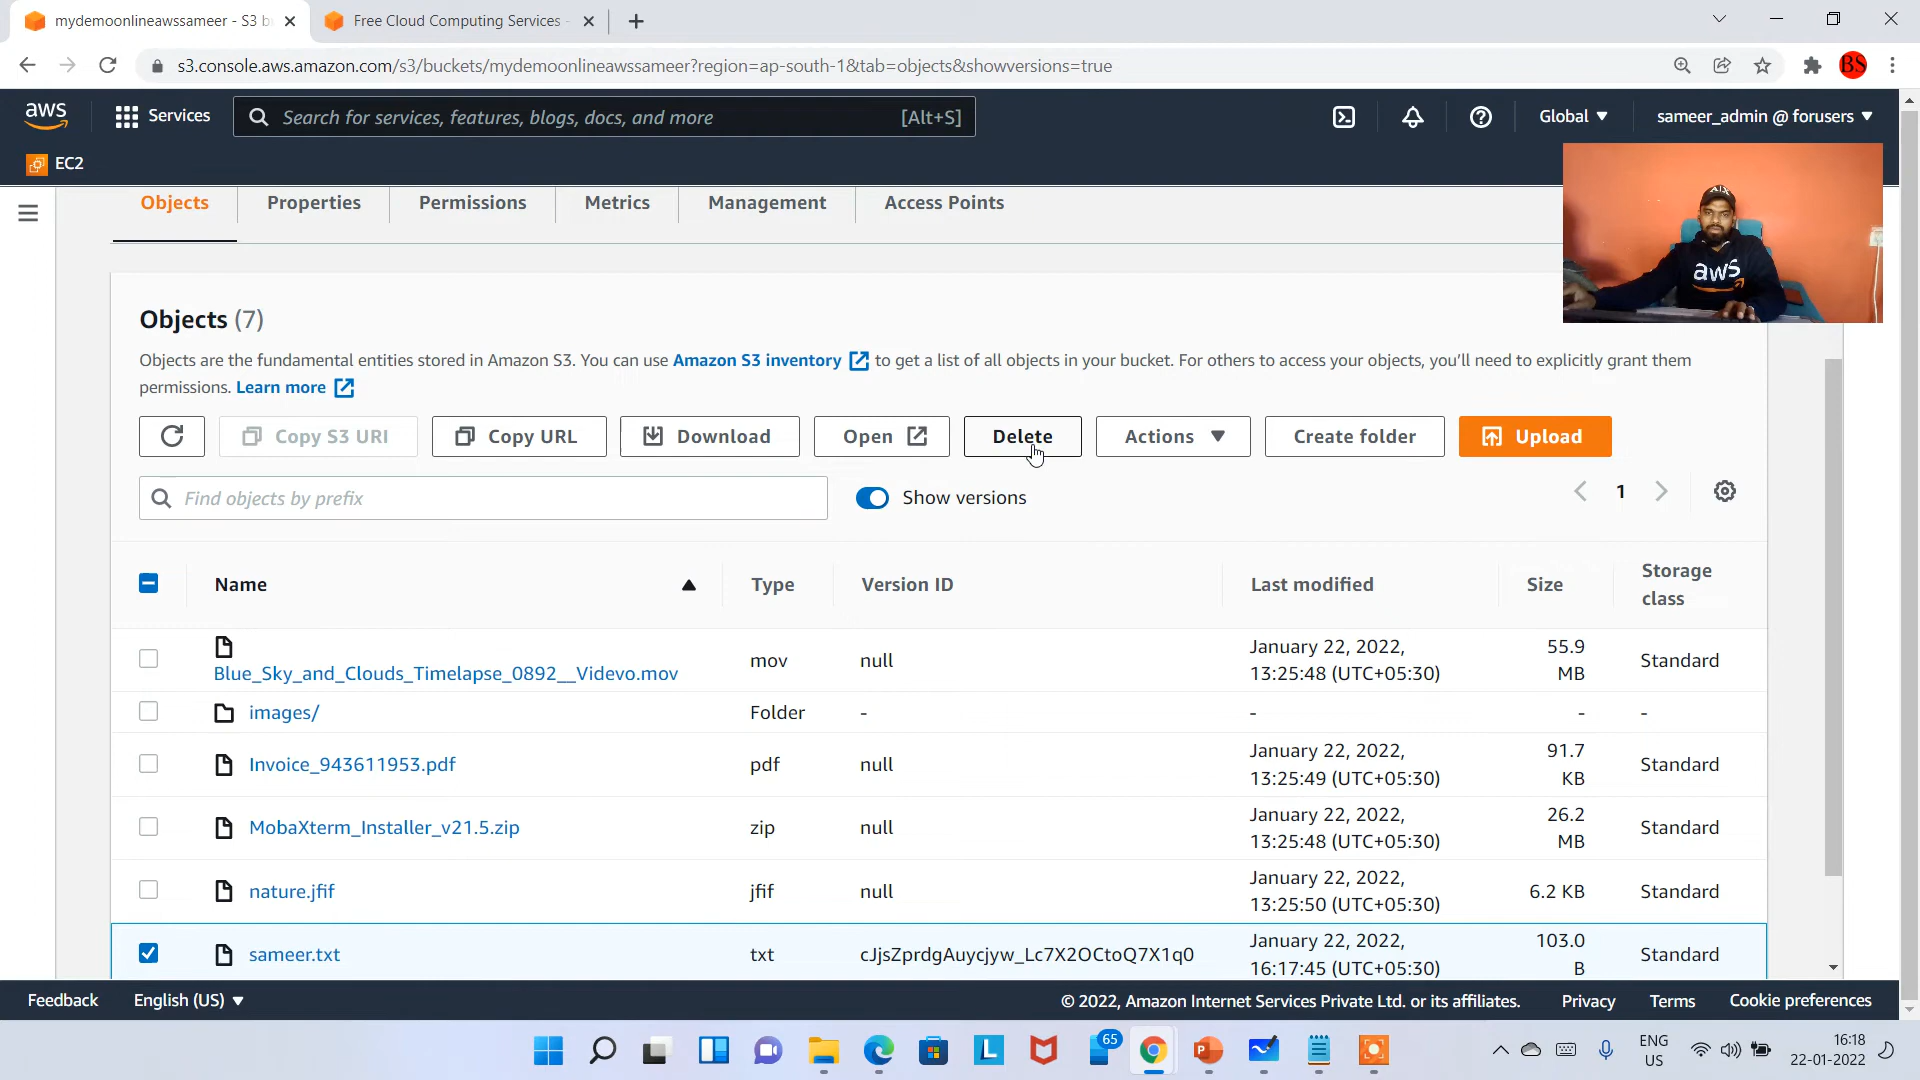 mydemoonlineawssameer - S3 b
Free Cloud Computing Services -
s3.console.aws.amazon.com/s3/buckets/mydemoonlineawssameer?region=ap-south-1&tab=objects&showversions=true
BS
aws
Services
Search for services, features, blogs, docs, and more
[Alt+S]
Global
sameer_admin @ forusers
EC2
Objects
Properties
Permissions
Metrics
Management
Access Points
aws
Objects (7)
Objects are the fundamental entities stored in Amazon S3. You can use Amazon S3 inventory to get a list of all objects in your bucket. For others to access your objects, you'll need to explicitly grant them
permissions. Learn more
Copy S3 URI
Copy URL
Download
Open
Delete
Actions
Create folder
Upload
Find objects by prefix
Show versions
1
Name
Type
Version ID
Last modified
Size
Storage
class
Blue_Sky_and_Clouds_Timelapse_0892__Videvo.mov
mov
null
January 22, 2022,
13:25:48 (UTC+05:30)
55.9
MB
Standard
images/
Folder
-
-
-
-
Invoice_943611953.pdf
pdf
null
January 22, 2022,
13:25:49 (UTC+05:30)
91.7
KB
Standard
MobaXterm_Installer_v21.5.zip
zip
null
January 22, 2022,
13:25:48 (UTC+05:30)
26.2
MB
Standard
nature.jfif
jfif
null
January 22, 2022,
13:25:50 (UTC+05:30)
6.2 KB
Standard
sameer.txt
txt
cJjsZprdgAuycjyw_Lc7X2OCtoQ7X1q0
January 22, 2022,
16:17:45 (UTC+05:30)
103.0
B
Standard
Feedback
English (US)
© 2022, Amazon Internet Services Private Ltd. or its affiliates.
Privacy
Terms
Cookie preferences
L
65
ENG
US
16:18
22-01-2022